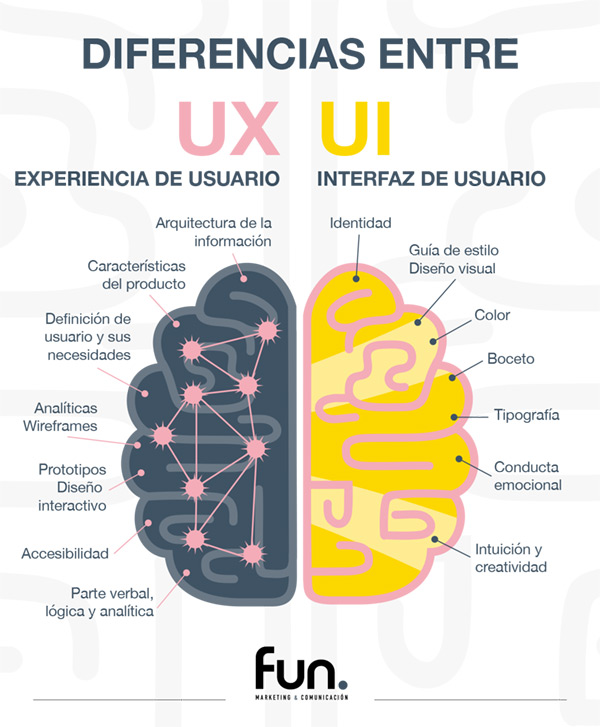 DIFERENCIAS ENTRE
UX
EXPERIENCIA DE USUARIO
Arquitectura de la
información
Características
del producto
Definición de
usuario y sus
necesidades
Analíticas
Wireframes
Prototipos
Diseño
interactivo
Accesibilidad
Parte verbal,
lógica y analítica
UI
INTERFAZ DE USUARIO
Identidad
Guía de estilo
Diseño visual
Color
Boceto
Tipografía
Conducta
emocional
Intuición y
creatividad
fun.
MARKETING & COMUNICACIÓN